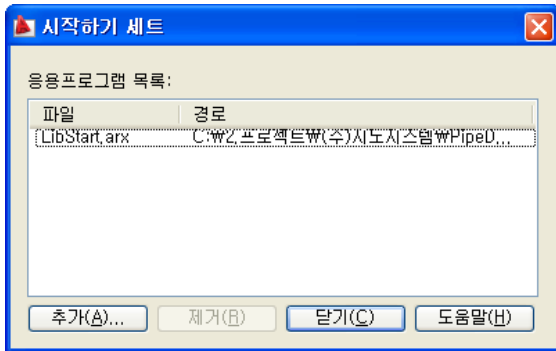 시작하기 세트
응용프로그램 목록:
파일 경로
LibStart.arx C:₩2.프로젝트₩(주)시도시스템₩PipeD...
추가(A)... 제거(R) 닫기(C) 도움말(H)